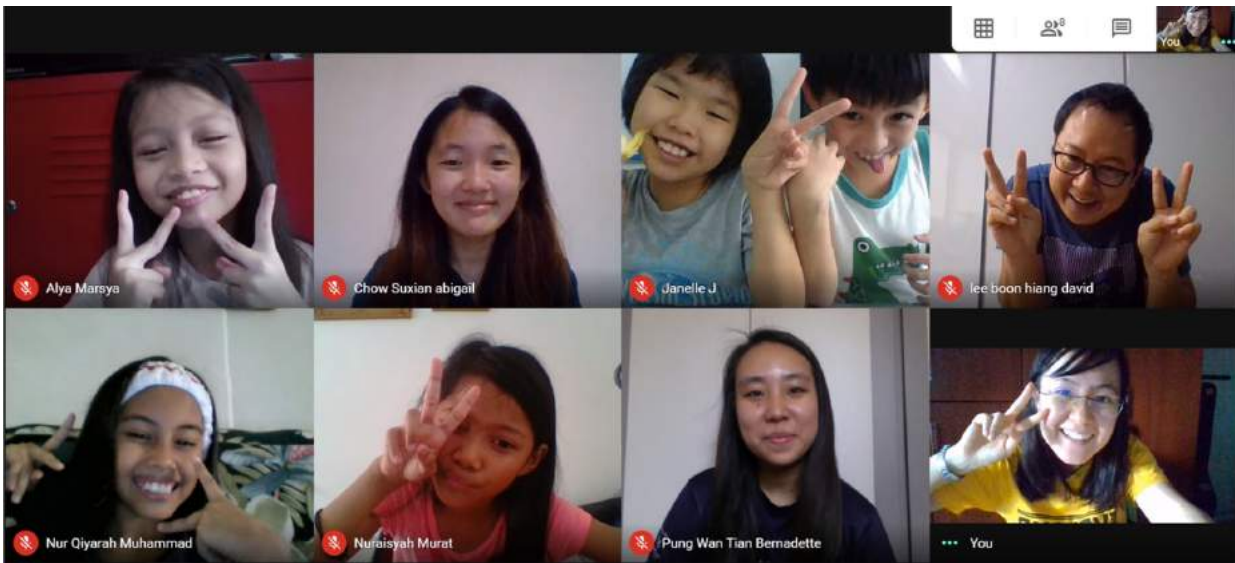 8
You
Alya Marsya
Chow Suxian abigail
Janelle J
lee boon hiang david
Nur Qiyarah Muhammad
Nuraisyah Murat
Pung Wan Tian Bernadette
You